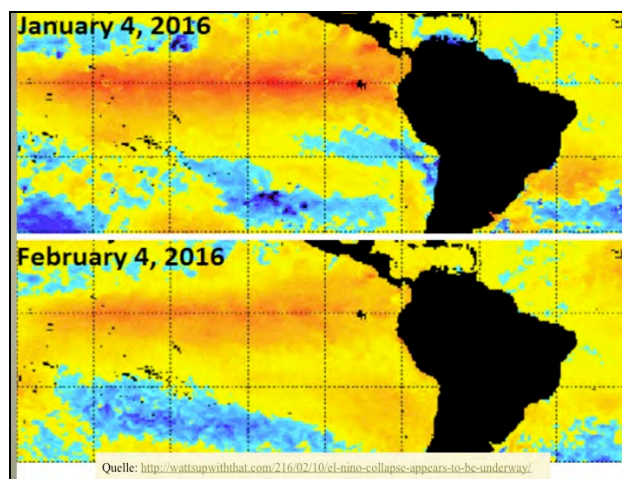 January 4, 2016
February 4, 2016
Quelle: http://wattsupwiththat.com/216/02/10/el-nino-collapse-appears-to-be-underway/